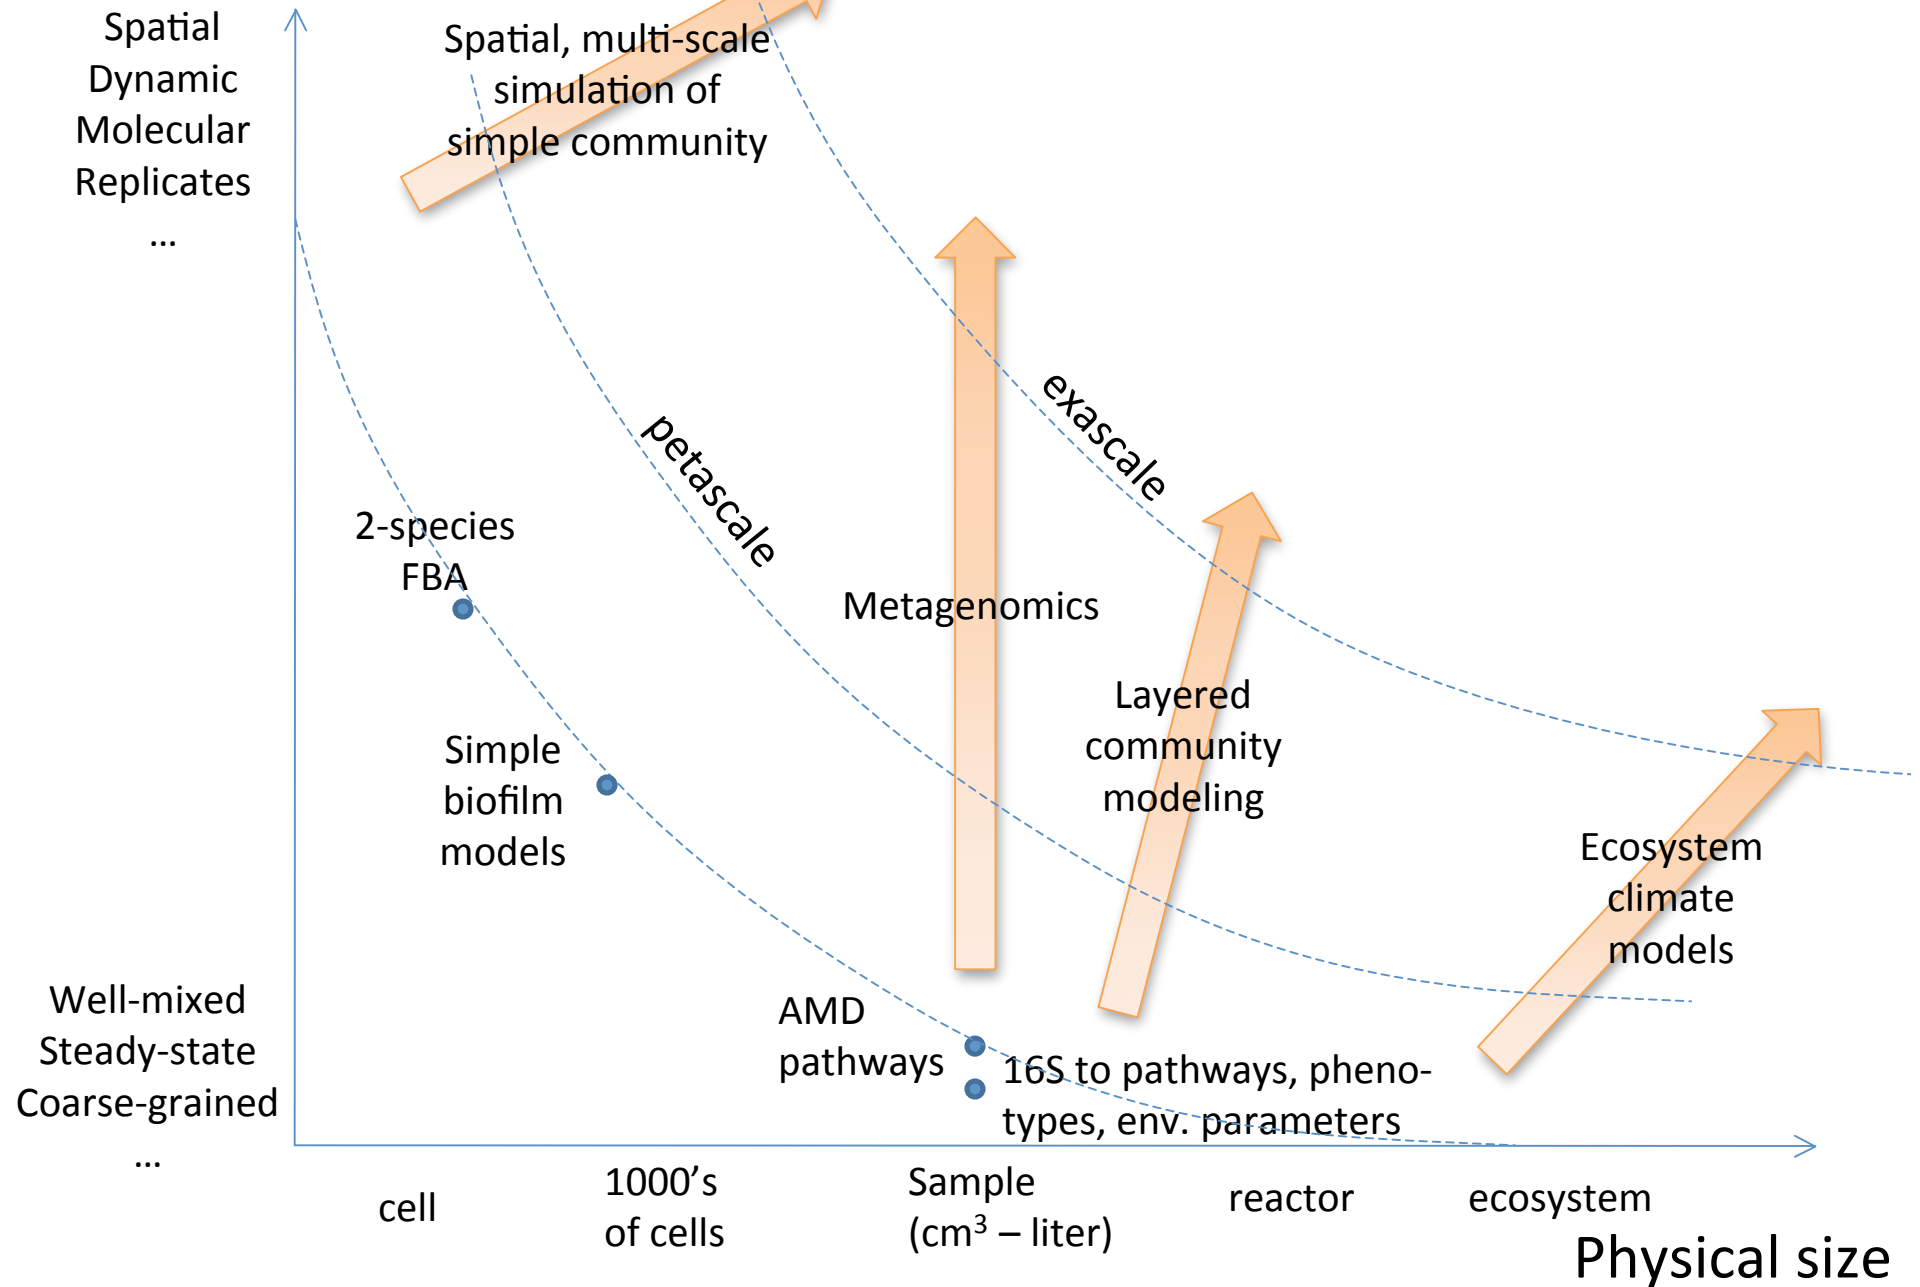 Spatial
Dynamic
Molecular
Replicates
...
Spatial, multi-scale
simulation of
simple community
petascale
exascale
2-species
FBA
Metagenomics
Layered
community
modeling
Simple
biofilm
models
Ecosystem
climate
models
Well-mixed
Steady-state
Coarse-grained
...
AMD
pathways
16S to pathways, pheno-
types, env. parameters
cell
1000's
of cells
Sample
(cm³ – liter)
reactor
ecosystem
Physical size